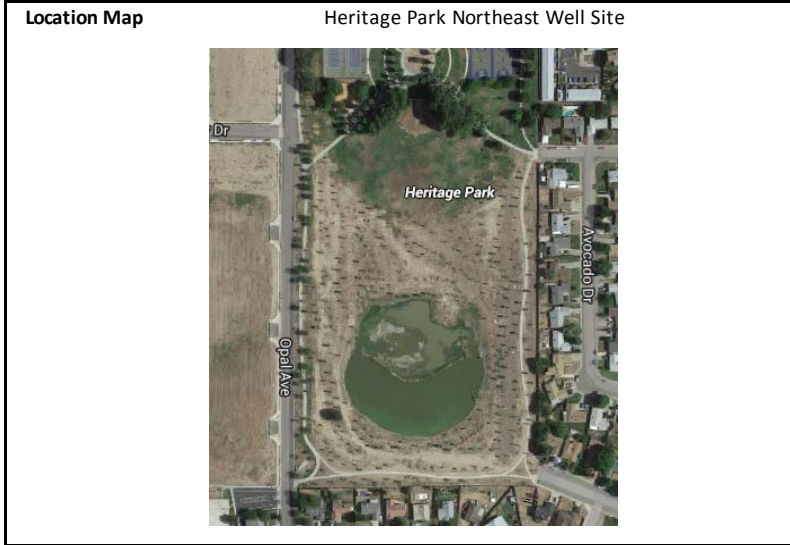 Location Map
Heritage Park Northeast Well Site
Dr
Heritage Park
Avocado Dr
Opal Ave